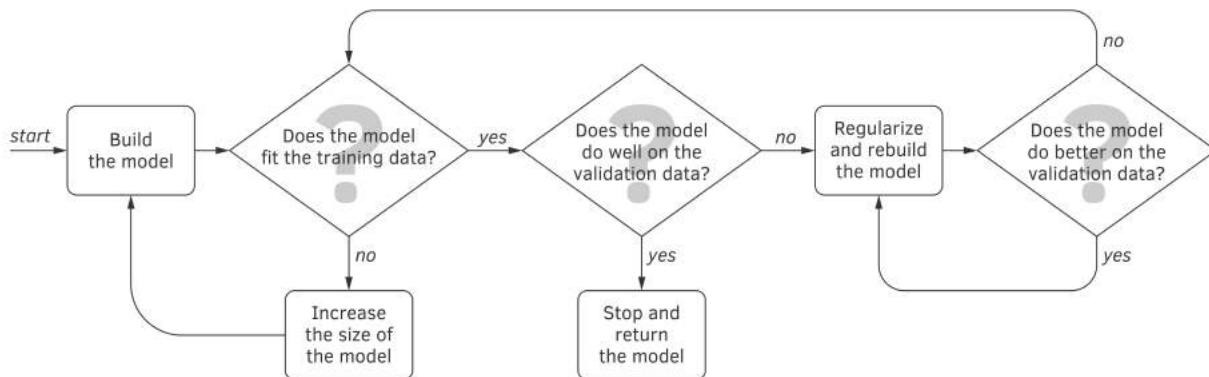 start
Build
the model
Does the model
fit the training data?
yes
no
Increase
the size of
the model
Does the model
do well on the
validation data?
no
yes
Stop and
return
the model
Regularize
and rebuild
the model
Does the model
do better on the
validation data?
no
yes
?
?
?